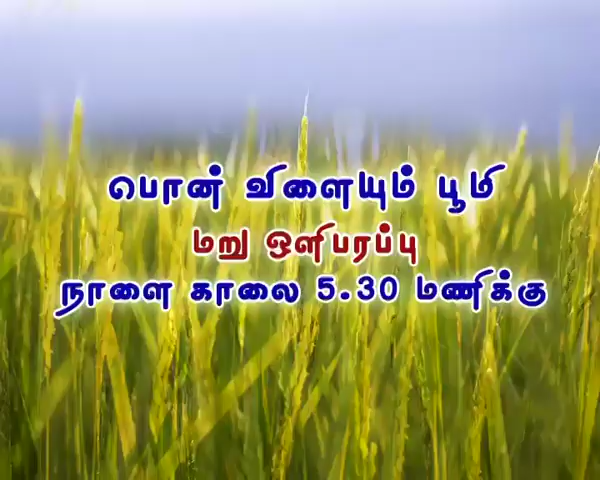 பொன் விளையும் பூமி
மறு ஒளிபரப்பு
நாளை காலை 5.30 மணிக்கு